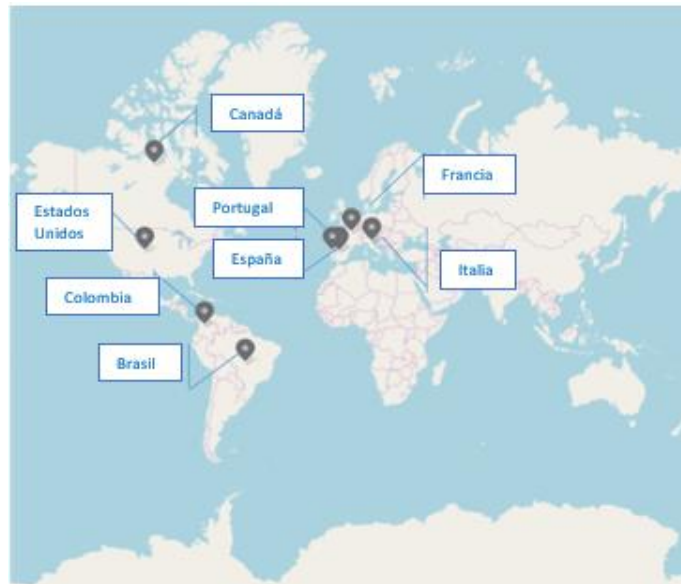 Canadá
Francia
Portugal
Estados
Unidos
España
Italia
Colombia
Brasil